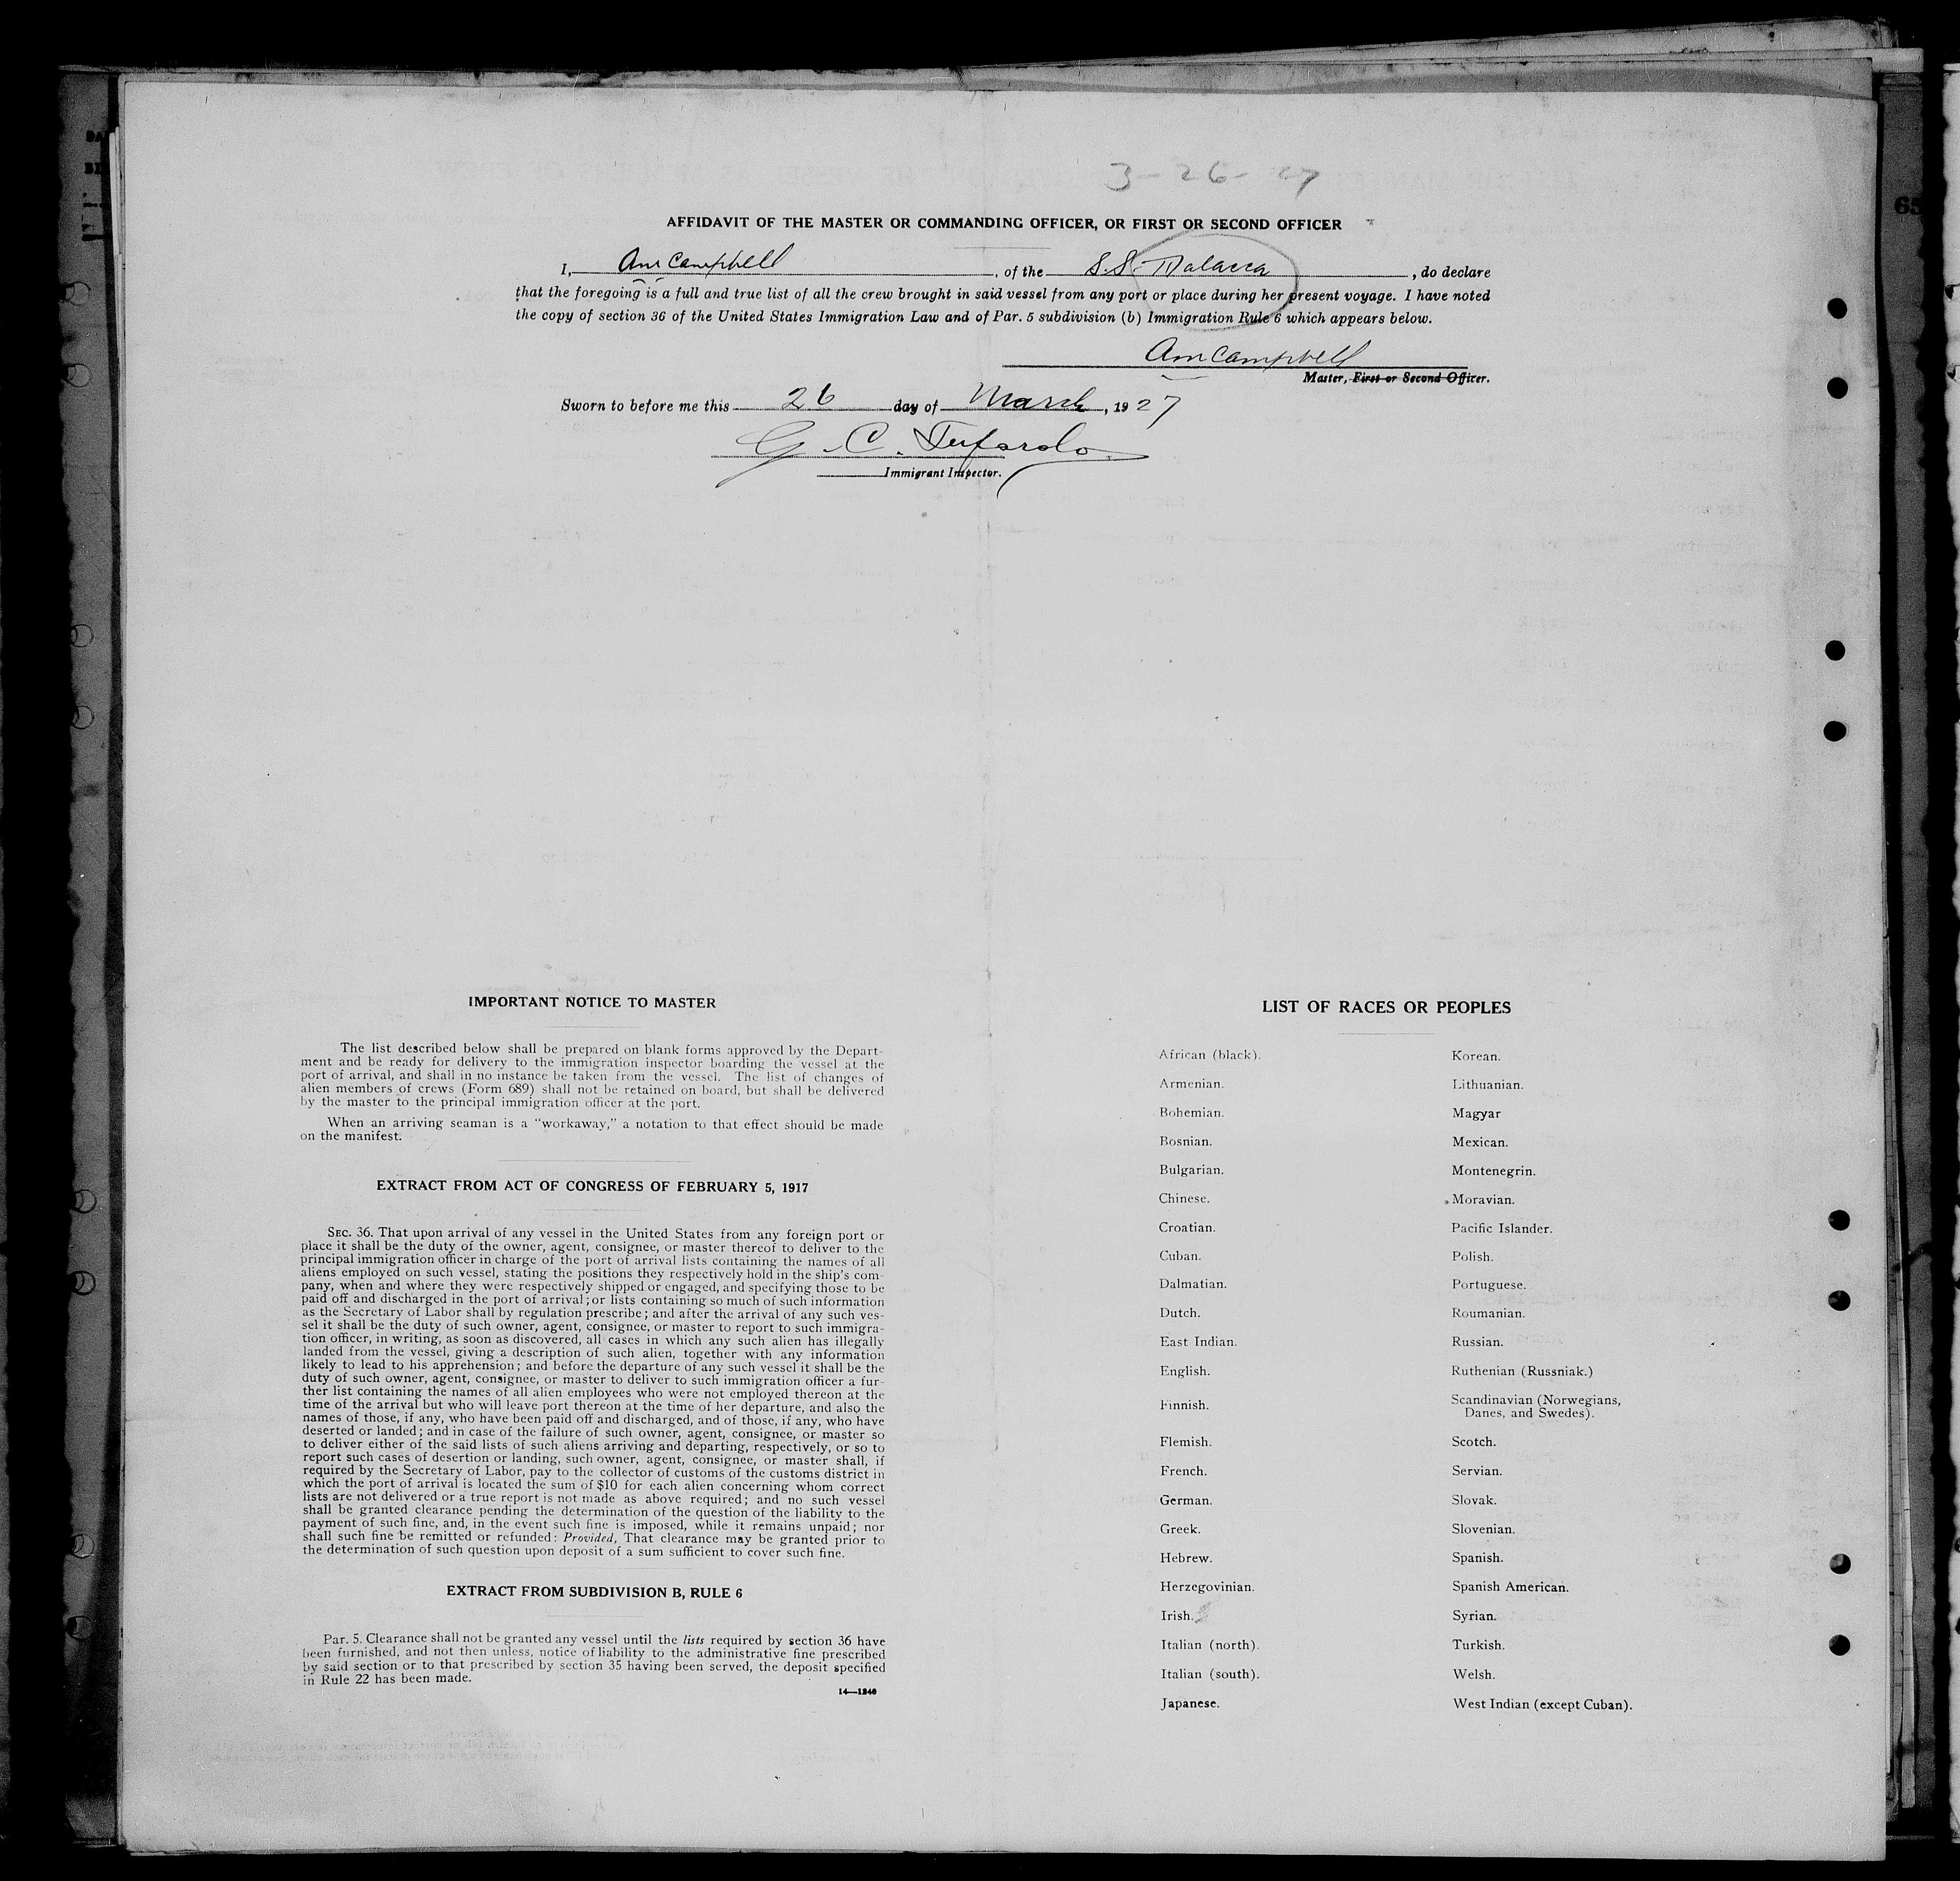 3-26-27
AFFIDAVIT OF THE MASTER OR COMMANDING OFFICER, OR FIRST OR SECOND OFFICER
I, Am Campbell, of the S.S. , do declare
that the foregoing is a full and true list of all the crew brought in said vessel from any port or place during her present voyage. I have noted
the copy of section 36 of the United States Immigration Law and of Par. 5 subdivision (b) Immigration Rule 6 which appears below.
Am Campbell
Master, First or Second Officer.
Sworn to before me this 26 day of March, 1927
G. C.
Immigrant Inspector.
IMPORTANT NOTICE TO MASTER
The list described below shall be prepared on blank forms approved by the Depart-
ment and be ready for delivery to the immigration inspector boarding the vessel at the
port of arrival, and shall in no instance be taken from the vessel. The list of changes of
alien members of crews (Form 689) shall not be retained on board, but shall be delivered
by the master to the principal immigration officer at the port.
When an arriving seaman is a "workaway," a notation to that effect should be made
on the manifest.
EXTRACT FROM ACT OF CONGRESS OF FEBRUARY 5, 1917
SEC. 36. That upon arrival of any vessel in the United States from any foreign port or
place it shall be the duty of the owner, agent, consignee, or master thereof to deliver to the
principal immigration officer in charge of the port of arrival lists containing the names of all
aliens employed on such vessel, stating the positions they respectively hold in the ship's com-
pany, when and where they were respectively shipped or engaged, and specifying those to be
paid off and discharged in the port of arrival; or lists containing so much of such information
as the Secretary of Labor shall by regulation prescribe; and after the arrival of any such ves-
sel it shall be the duty of such owner, agent, consignee, or master to report to such immigra-
tion officer, in writing, as soon as discovered, all cases in which any such alien has illegally
landed from the vessel, giving a description of such alien, together with any information
likely to lead to his apprehension; and before the departure of any such vessel it shall be the
duty of such owner, agent, consignee, or master to deliver to such immigration officer a fur-
ther list containing the names of all alien employees who were not employed thereon at the
time of the arrival but who will leave port thereon at the time of her departure, and also the
names of those, if any, who have been paid off and discharged, and of those, if any, who have
deserted or landed; and in case of the failure of such owner, agent, consignee, or master so
to deliver either of the said lists of such aliens arriving and departing, respectively, or so to
report such cases of desertion or landing, such owner, agent, consignee, or master shall, if
required by the Secretary of Labor, pay to the collector of customs of the customs district in
which the port of arrival is located the sum of $10 for each alien concerning whom correct
lists are not delivered or a true report is not made as above required; and no such vessel
shall be granted clearance pending the determination of the question of the liability to the
payment of such fine, and, in the event such fine is imposed, while it remains unpaid; nor
shall such fine be remitted or refunded: Provided, That clearance may be granted prior to
the determination of such question upon deposit of a sum sufficient to cover such fine.
EXTRACT FROM SUBDIVISION B, RULE 6
Par. 5. Clearance shall not be granted any vessel until the lists required by section 36 have
been furnished, and not then unless, notice of liability to the administrative fine prescribed
by said section or to that prescribed by section 35 having been served, the deposit specified
in Rule 22 has been made.
14—1240
LIST OF RACES OR PEOPLES
African (black).
Armenian.
Bohemian.
Bosnian.
Bulgarian.
Chinese.
Croatian.
Cuban.
Dalmatian.
Dutch.
East Indian.
English.
Finnish.
Flemish.
French.
German.
Greek.
Hebrew.
Herzegovinian.
Irish.
Italian (north).
Italian (south).
Japanese.
Korean.
Lithuanian.
Magyar
Mexican.
Montenegrin.
Moravian.
Pacific Islander.
Polish.
Portuguese.
Roumanian.
Russian.
Ruthenian (Russniak.)
Scandinavian (Norwegians,
Danes, and Swedes).
Scotch.
Servian.
Slovak.
Slovenian.
Spanish.
Spanish American.
Syrian.
Turkish.
Welsh.
West Indian (except Cuban).